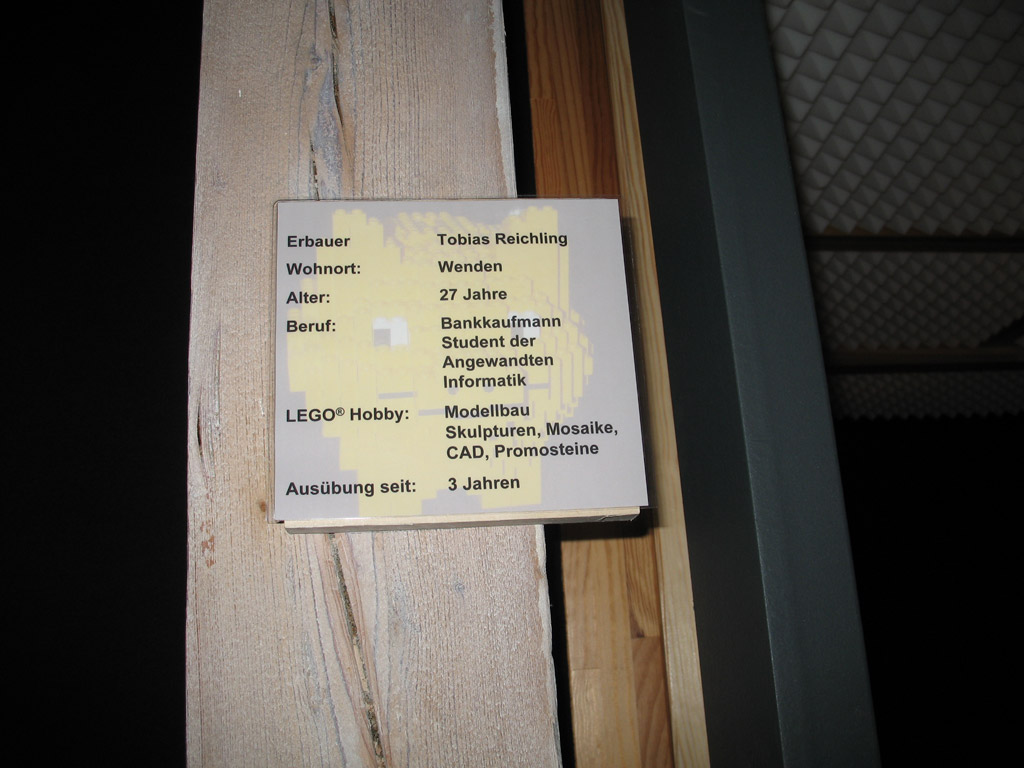 Erbauer Tobias Reichling
Wohnort: Wenden
Alter: 27 Jahre
Beruf: Bankkaufmann
Student der
Angewandten
Informatik
LEGO® Hobby: Modellbau
Skulpturen, Mosaike,
CAD, Promosteine
Ausübung seit: 3 Jahren